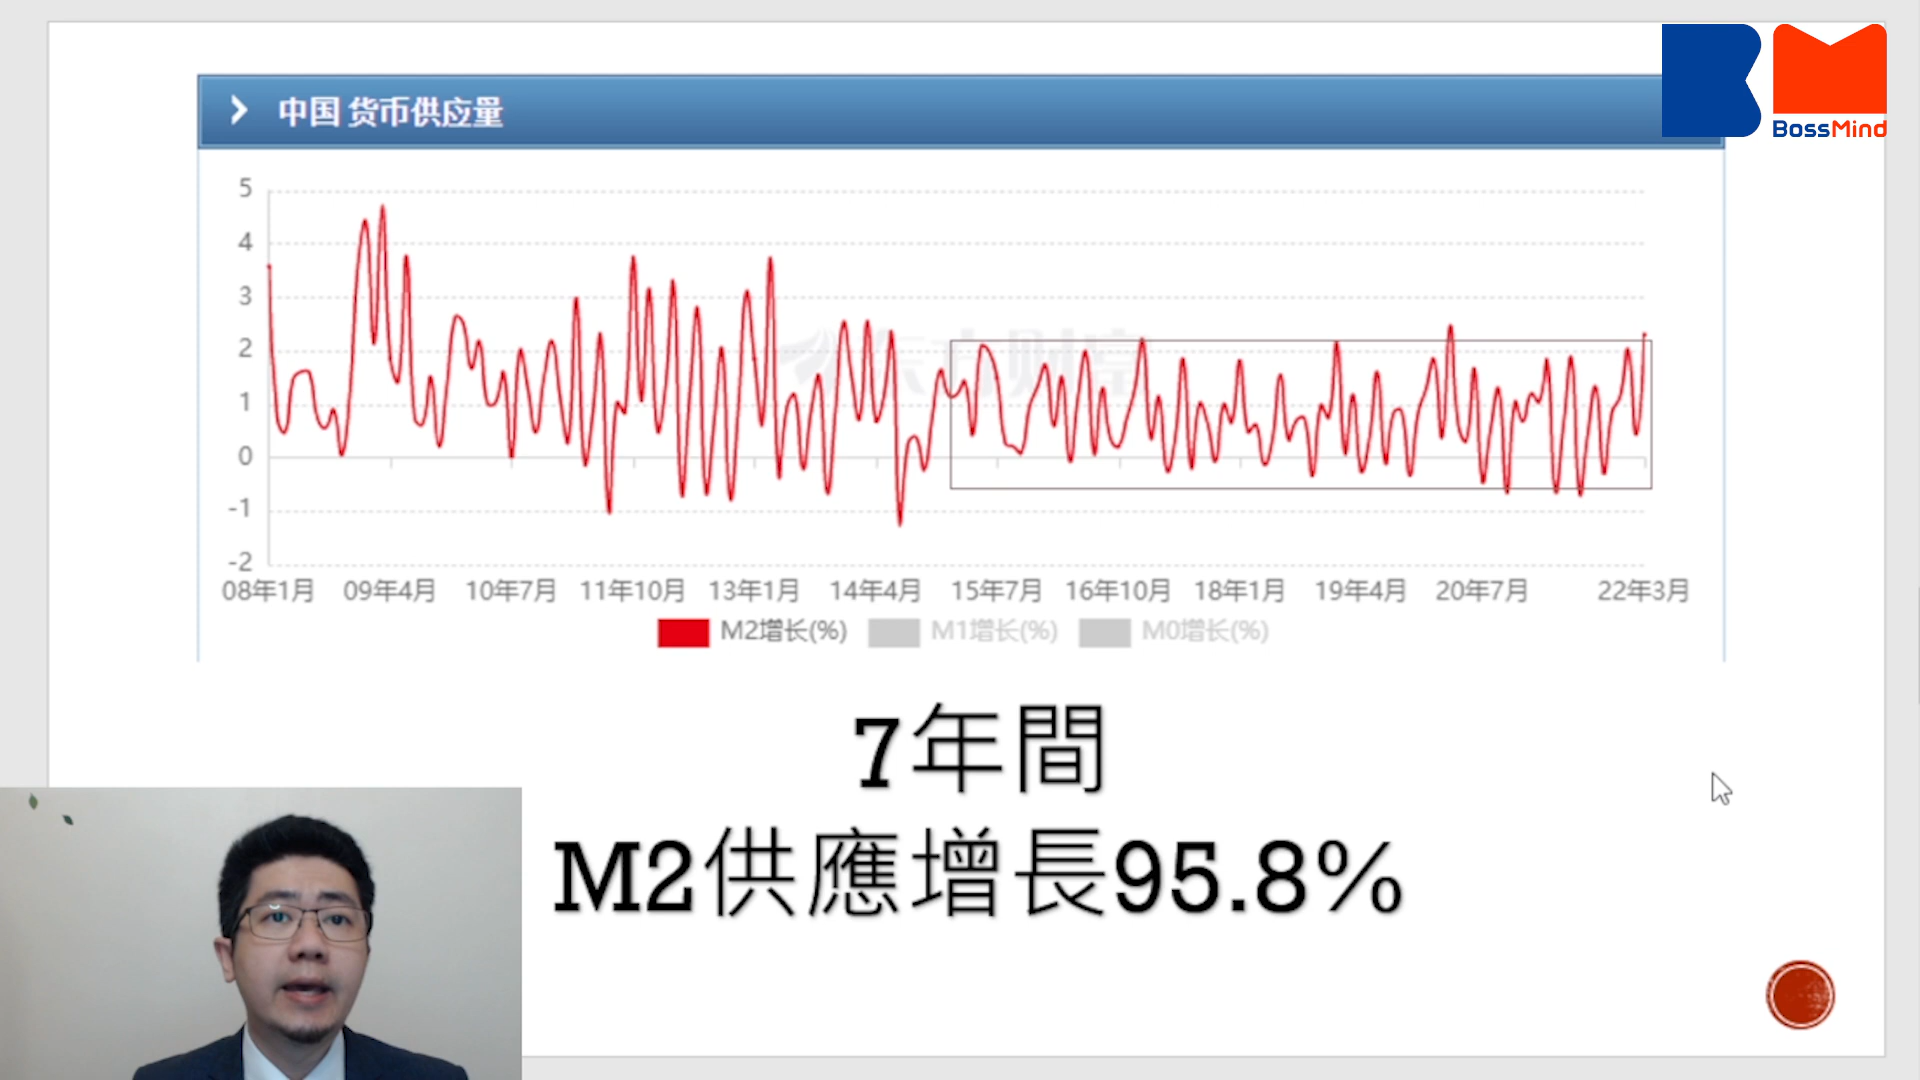 BossMind
中国 货币供应量
5
4
3
2
1
0
-1
-2
东方财富
08年1月 09年4月 10年7月 11年10月 13年1月 14年4月 15年7月 16年10月 18年1月 19年4月 20年7月 22年3月
M2增长(%) M1增长(%) M0增长(%)
7年間
M2供應增長95.8%